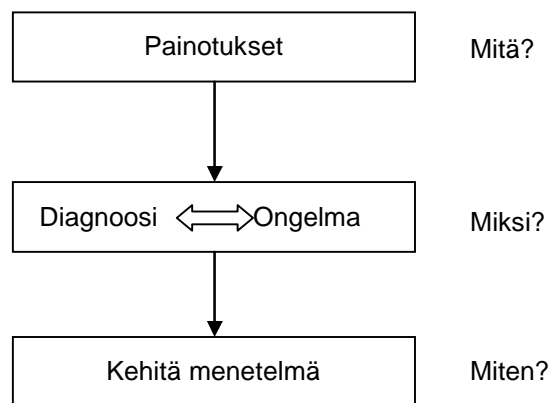 Painotukset Mitä?
Diagnoosi Ongelma Miksi?
Kehitä menetelmä Miten?